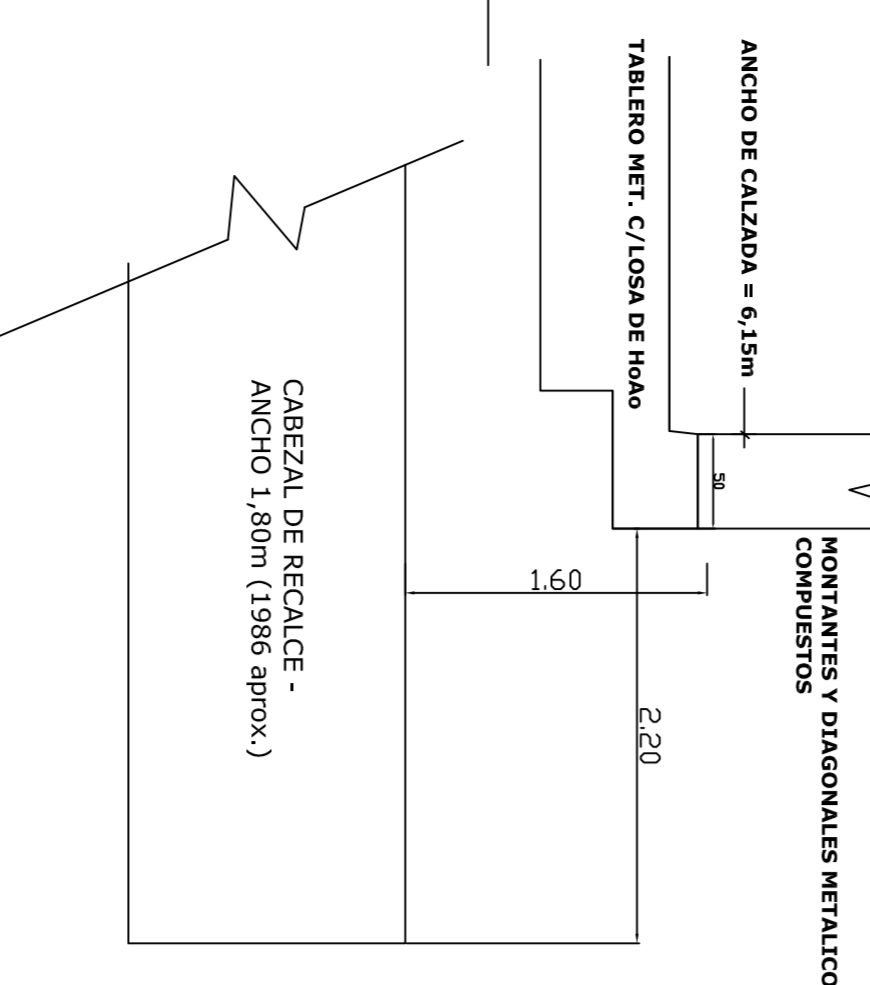 ANCHO DE CALZADA = 6,15m
TABLERO MET. C/LOSA DE HoAo
50
MONTANTES Y DIAGONALES METALICO
COMPUESTOS
1.60
2.20
CABEZAL DE RECALCE -
ANCHO 1,80m (1986 aprox.)